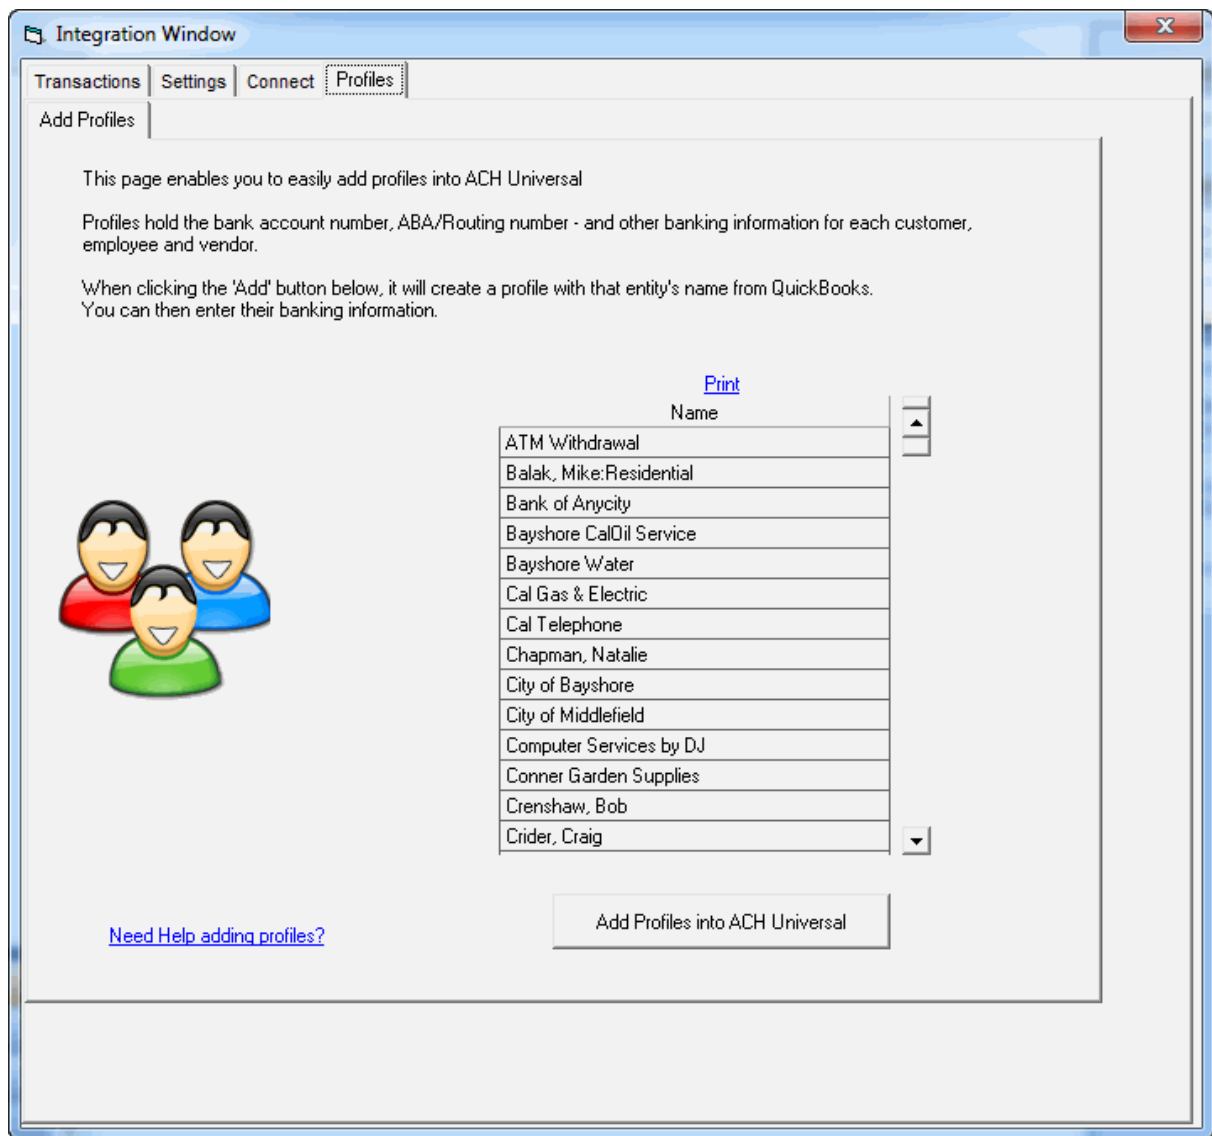 Integration Window
Transactions Settings Connect Profiles
Add Profiles
This page enables you to easily add profiles into ACH Universal
Profiles hold the bank account number, ABA/Routing number - and other banking information for each customer,
employee and vendor.
When clicking the 'Add' button below, it will create a profile with that entity's name from QuickBooks.
You can then enter their banking information.
Print
Name
ATM Withdrawal
Balak, Mike:Residential
Bank of Anycity
Bayshore CalOil Service
Bayshore Water
Cal Gas & Electric
Cal Telephone
Chapman, Natalie
City of Bayshore
City of Middlefield
Computer Services by DJ
Conner Garden Supplies
Crenshaw, Bob
Crider, Craig
Add Profiles into ACH Universal
Need Help adding profiles?